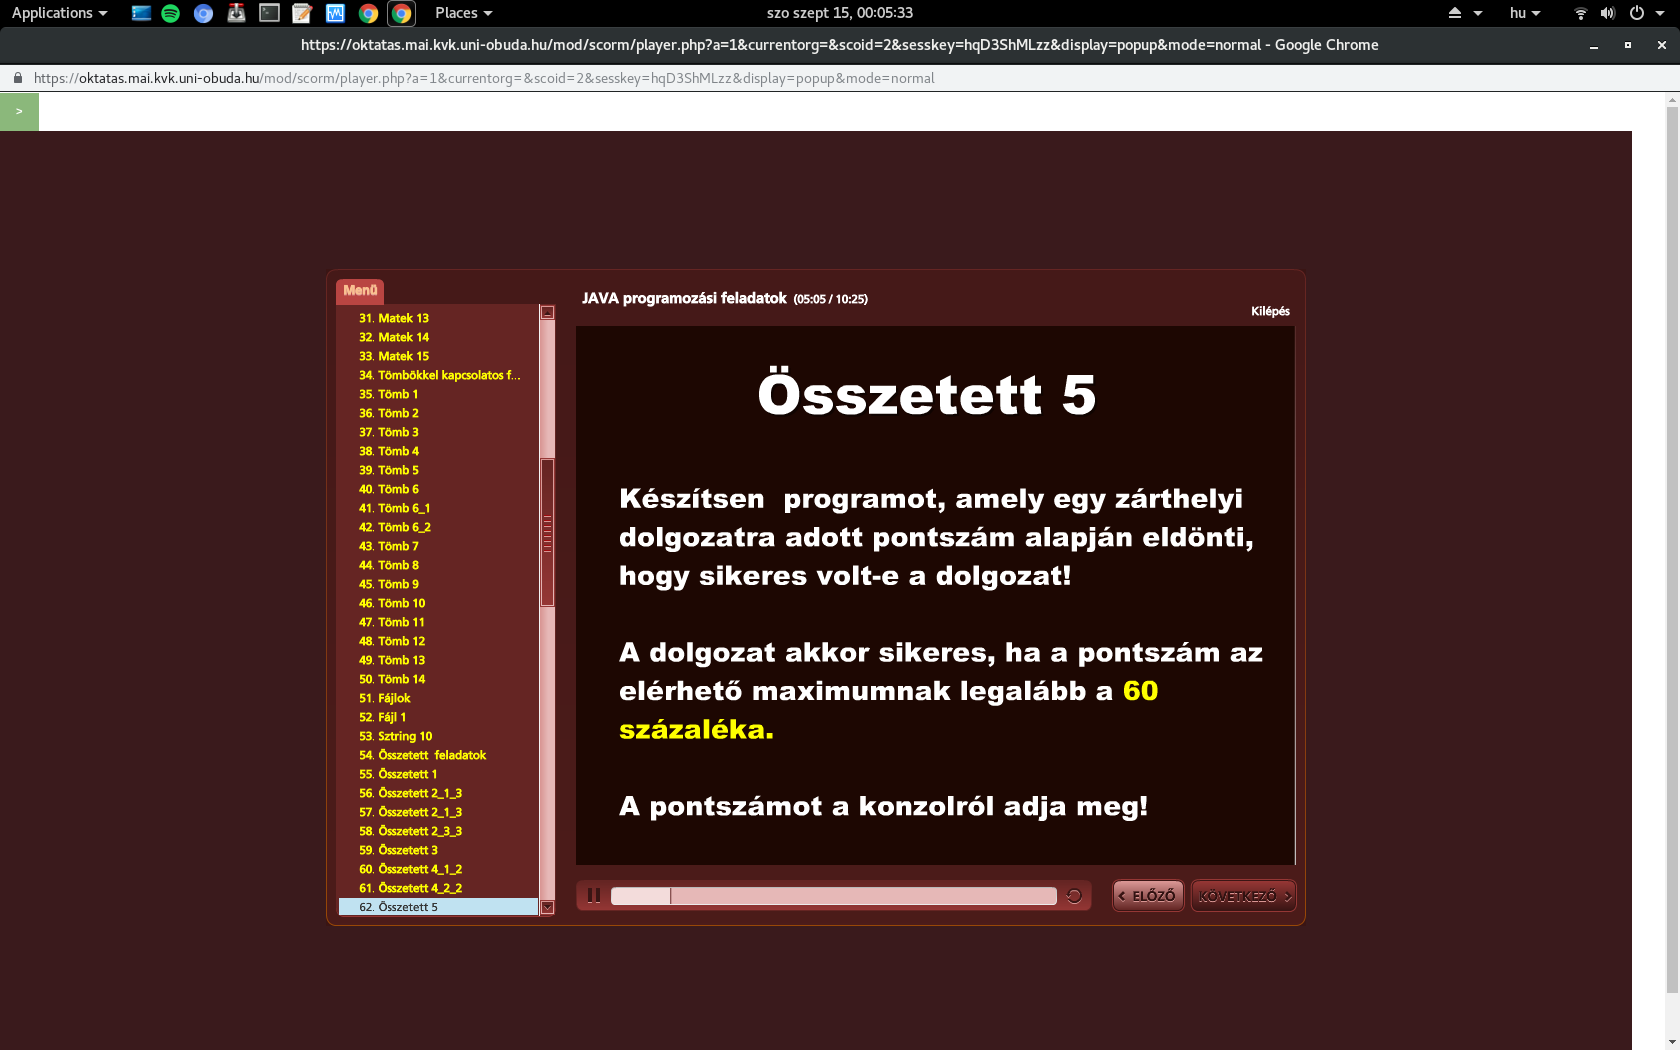 Applications
Places
szo szept 15, 00:05:33
hu
https://oktatas.mai.kvk.uni-obuda.hu/mod/scorm/player.php?a=1&currentorg=&scoid=2&sesskey=hqD3ShMLzz&display=popup&mode=normal - Google Chrome
https://oktatas.mai.kvk.uni-obuda.hu/mod/scorm/player.php?a=1&currentorg=&scoid=2&sesskey=hqD3ShMLzz&display=popup&mode=normal
>
Menü
31. Matek 13
32. Matek 14
33. Matek 15
34. Tömbökkel kapcsolatos f...
35. Tömb 1
36. Tömb 2
37. Tömb 3
38. Tömb 4
39. Tömb 5
40. Tömb 6
41. Tömb 6_1
42. Tömb 6_2
43. Tömb 7
44. Tömb 8
45. Tömb 9
46. Tömb 10
47. Tömb 11
48. Tömb 12
49. Tömb 13
50. Tömb 14
51. Fájlok
52. Fájl 1
53. Sztring 10
54. Összetett  feladatok
55. Összetett 1
56. Összetett 2_1_3
57. Összetett 2_1_3
58. Összetett 2_3_3
59. Összetett 3
60. Összetett 4_1_2
61. Összetett 4_2_2
62. Összetett 5
JAVA programozási feladatok (05:05 / 10:25)
Kilépés
Összetett 5
Készítsen  programot, amely egy zárthelyi
dolgozatra adott pontszám alapján eldönti,
hogy sikeres volt-e a dolgozat!
A dolgozat akkor sikeres, ha a pontszám az
elérhető maximumnak legalább a 60
százaléka.
A pontszámot a konzolról adja meg!
< ELŐZŐ
KÖVETKEZŐ >